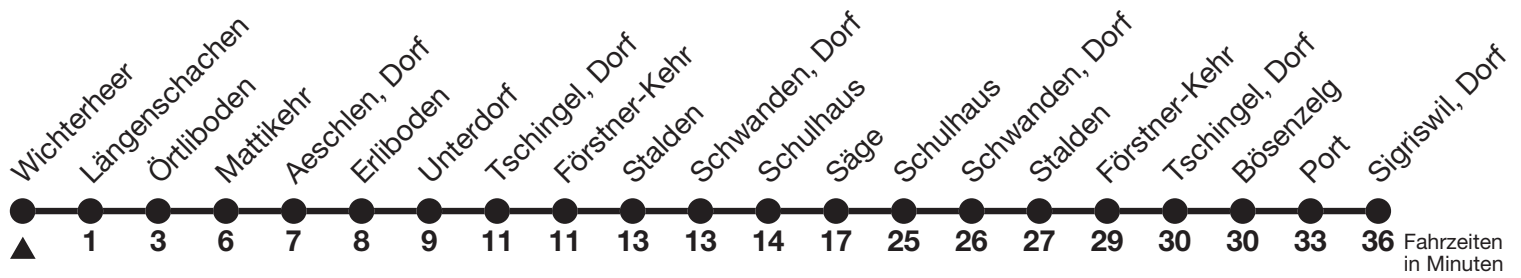 Wichterheer
Längenschachen
Örtliboden
Mattikehr
Aeschlen, Dorf
Erliboden
Unterdorf
Tschingel, Dorf
Förstner-Kehr
Stalden
Schwanden, Dorf
Schulhaus
Säge
Schulhaus
Schwanden, Dorf
Stalden
Förstner-Kehr
Tschingel, Dorf
Bösenzelg
Port
Sigriswil, Dorf
1 3 6 7 8 9 11 11 13 13 14 17 25 26 27 29 30 30 33 36 Fahrzeiten
in Minuten